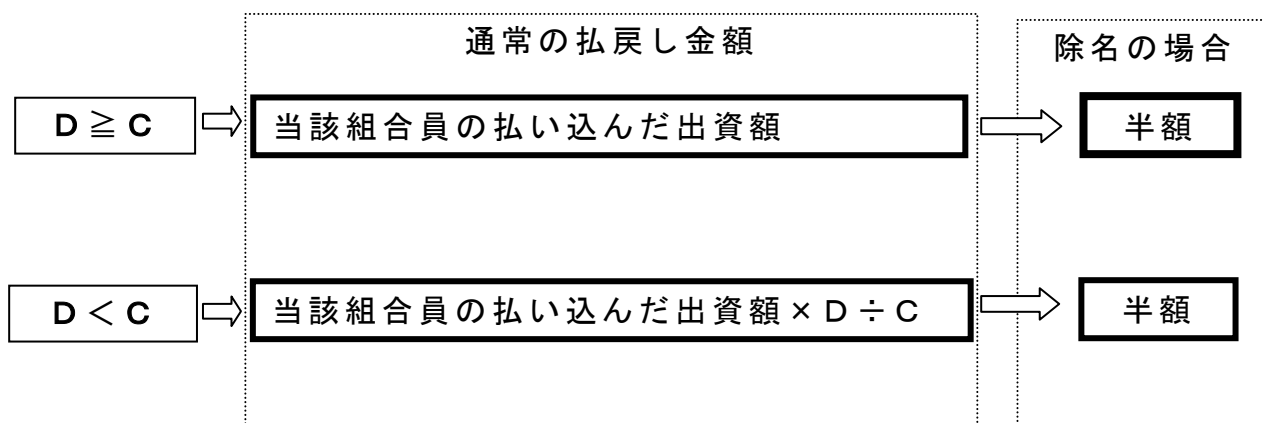 通常の払戻し金額
除名の場合
D≧C
当該組合員の払い込んだ出資額
半額
D<C
当該組合員の払い込んだ出資額×D÷C
半額